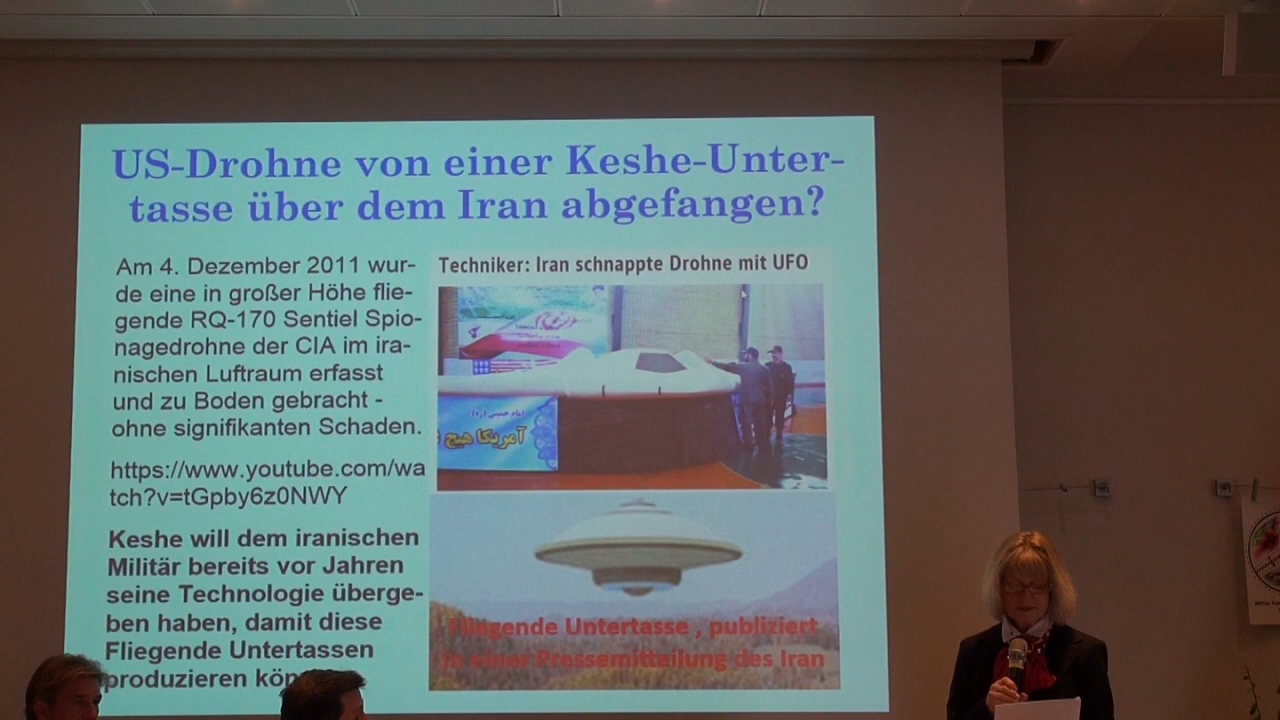 US-Drohne von einer Keshe-Unter-
tasse über dem Iran abgefangen?
Am 4. Dezember 2011 wur-
de eine in großer Höhe flie-
gende RQ-170 Sentiel Spio-
nagedrohne der CIA im ira-
nischen Luftraum erfasst
und zu Boden gebracht -
ohne signifikanten Schaden.
https://www.youtube.com/wa
tch?v=tGpby6z0NWY
Keshe will dem iranischen
Militär bereits vor Jahren
seine Technologie überge-
ben haben, damit diese
Fliegende Untertassen
produzieren
Techniker: Iran schnappte Drohne mit UFO
آمریکا هیچ
Fliegende Untertasse , publiziert
in einer Pressemitteilung des Iran